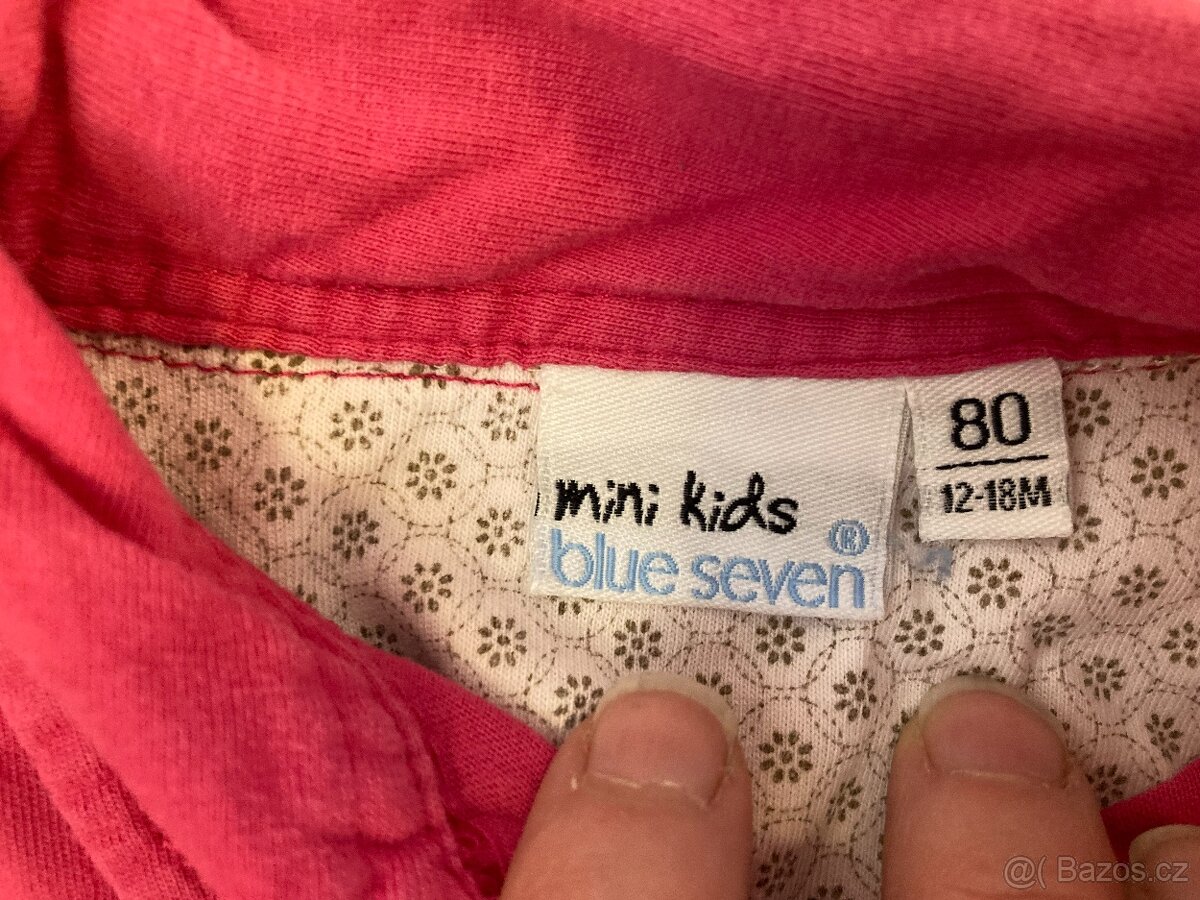 mini kids
blue seven®
80
12-18M
@( Bazos.cz